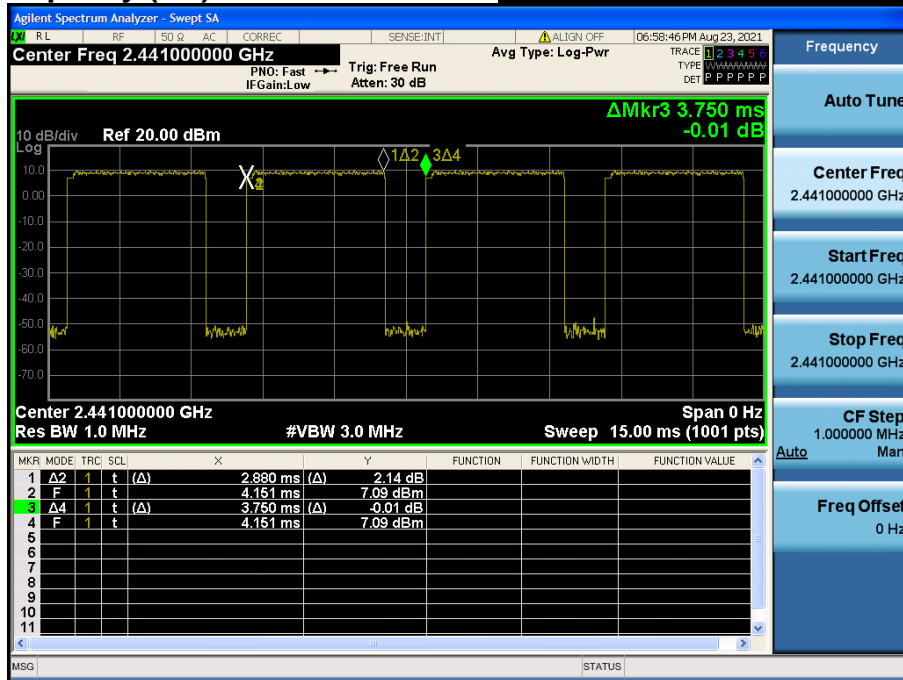 Agilent Spectrum Analyzer - Swept SA
LXI RL RF 50 Ω AC CORREC SENSE:INT ALIGN OFF 06:58:46 PM Aug 23, 2021
Center Freq 2.441000000 GHz
PNO: Fast
IFGain:Low
Trig: Free Run
Atten: 30 dB
Avg Type: Log-Pwr
TRACE 1 2 3 4 5 6
TYPE
DET P P P P P P
ΔMkr3 3.750 ms
-0.01 dB
10 dB/div Ref 20.00 dBm
Log
10.0
0.00
-10.0
-20.0
-30.0
-40.0
-50.0
-60.0
-70.0
1Δ2 3Δ4
Center 2.441000000 GHz Span 0 Hz
Res BW 1.0 MHz #VBW 3.0 MHz Sweep 15.00 ms (1001 pts)
MKR MODE TRC SCL X Y FUNCTION FUNCTION WIDTH FUNCTION VALUE
1 Δ2 1 t (Δ) 2.880 ms (Δ) 2.14 dB
2 F 1 t 4.151 ms 7.09 dBm
3 Δ4 1 t (Δ) 3.750 ms (Δ) -0.01 dB
4 F 1 t 4.151 ms 7.09 dBm
5
6
7
8
9
10
11
MSG STATUS
Frequency
Auto Tune
Center Freq
2.441000000 GHz
Start Freq
2.441000000 GHz
Stop Freq
2.441000000 GHz
CF Step
1.000000 MHz
Auto Man
Freq Offset
0 Hz